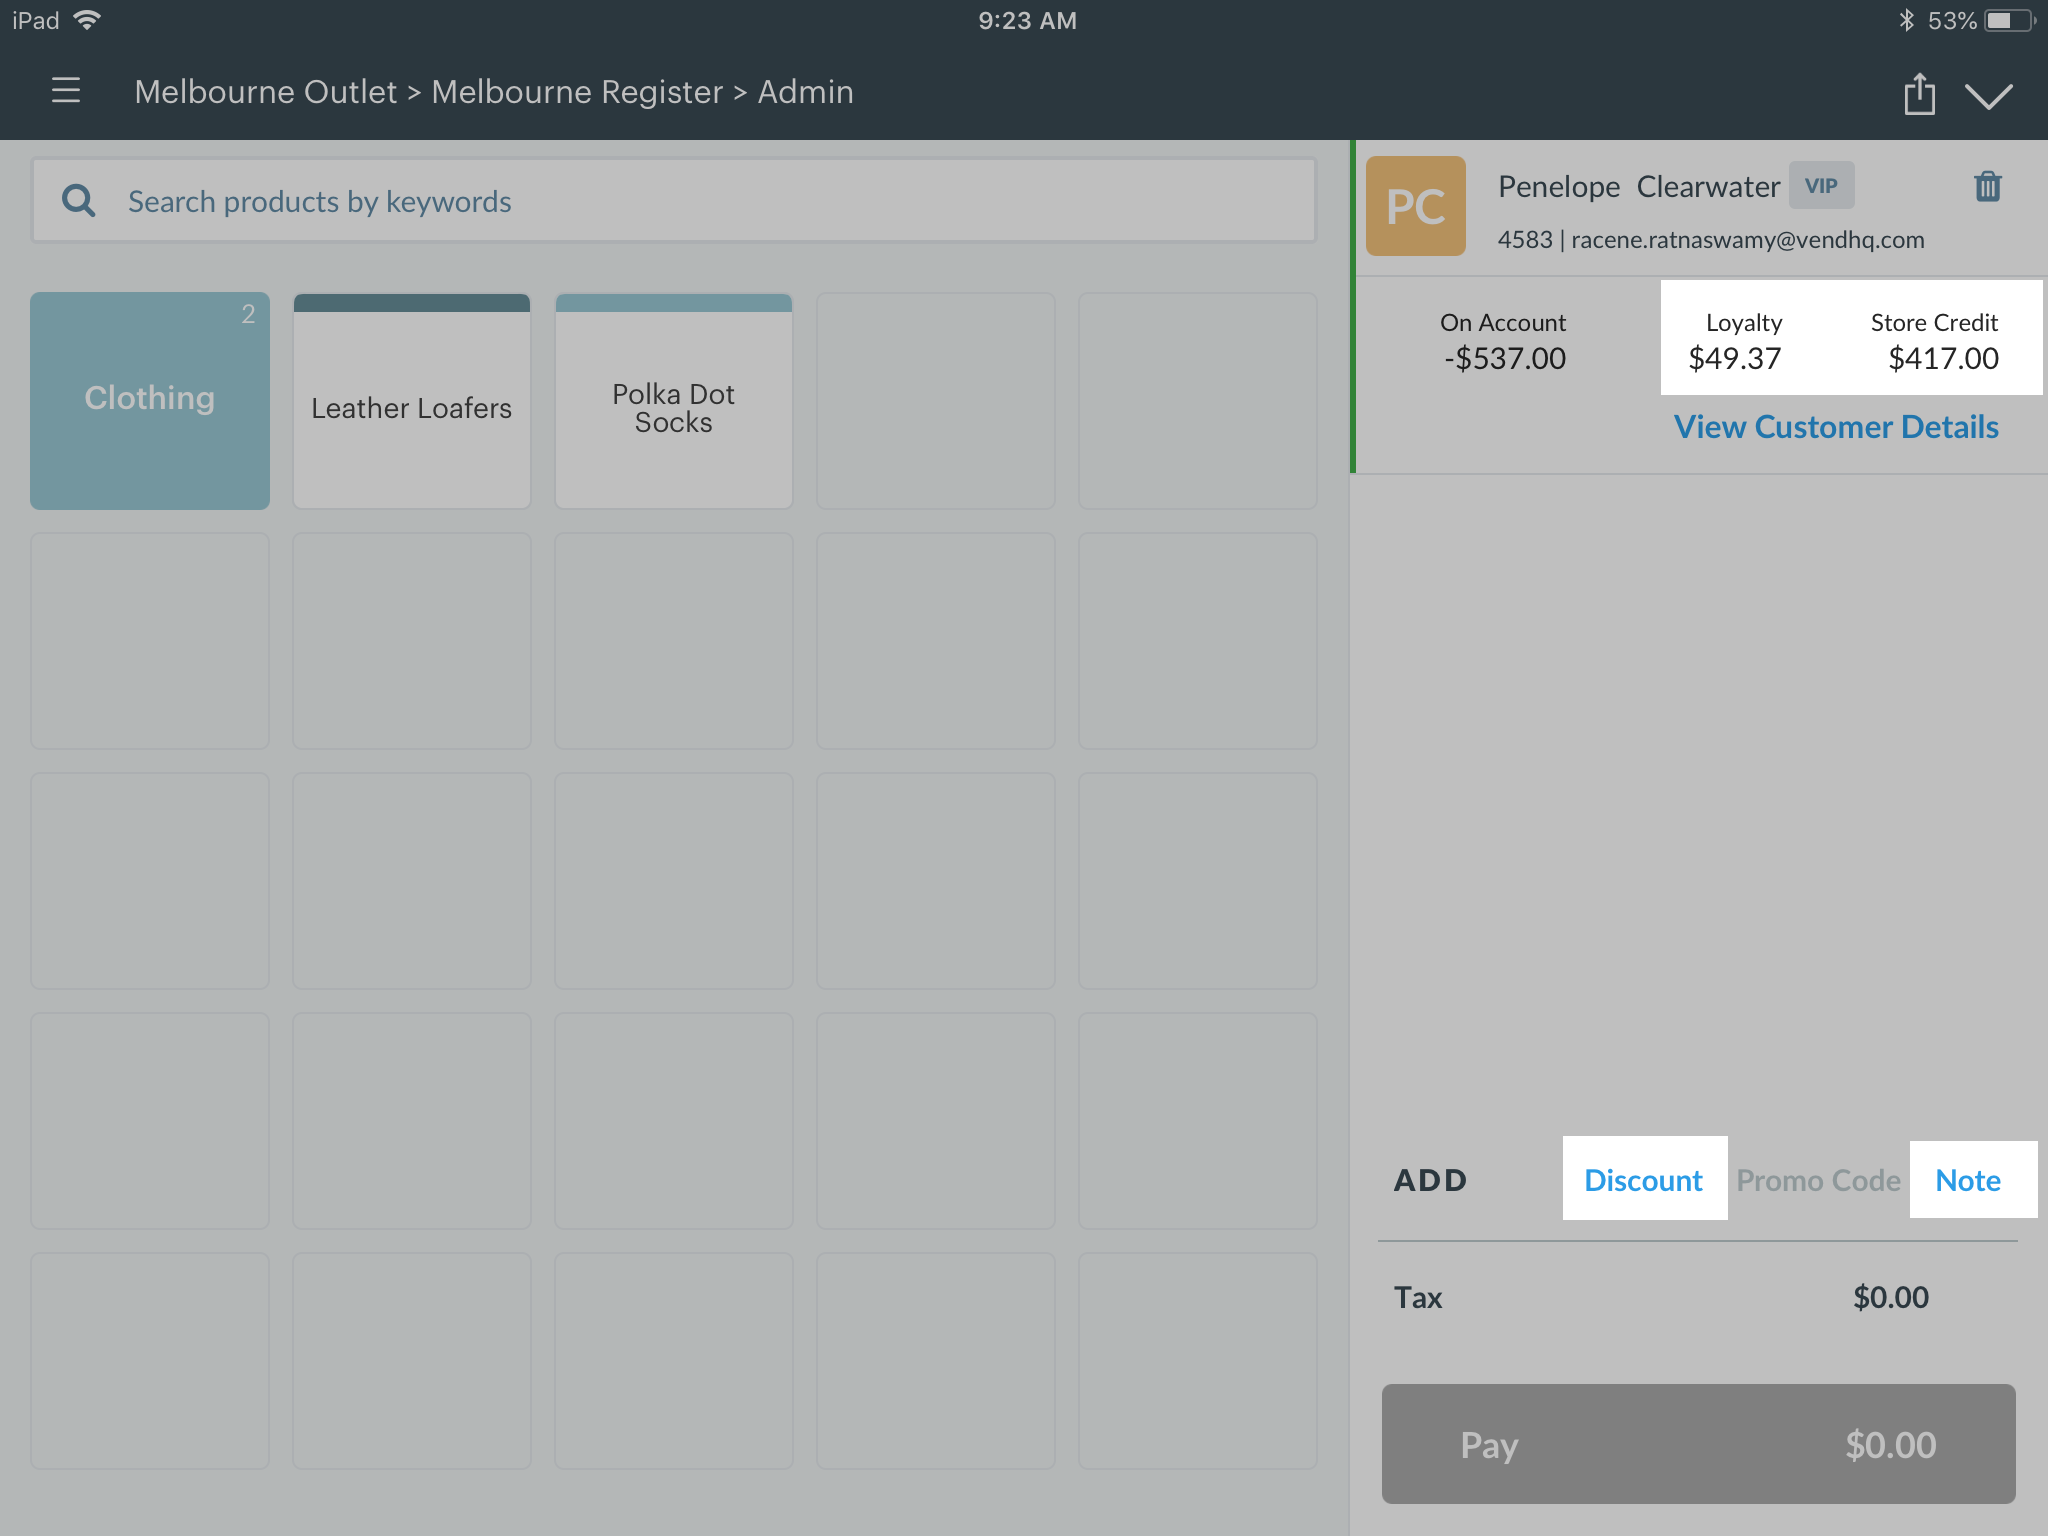 iPad
9:23 AM
53%
Melbourne Outlet > Melbourne Register > Admin
Search products by keywords
2
Clothing
Leather Loafers
Polka Dot
Socks
PC
Penelope Clearwater VIP
4583 | racene.ratnaswamy@vendhq.com
On Account
-$537.00
Loyalty
$49.37
Store Credit
$417.00
View Customer Details
ADD Discount Promo Code Note
Tax $0.00
Pay $0.00